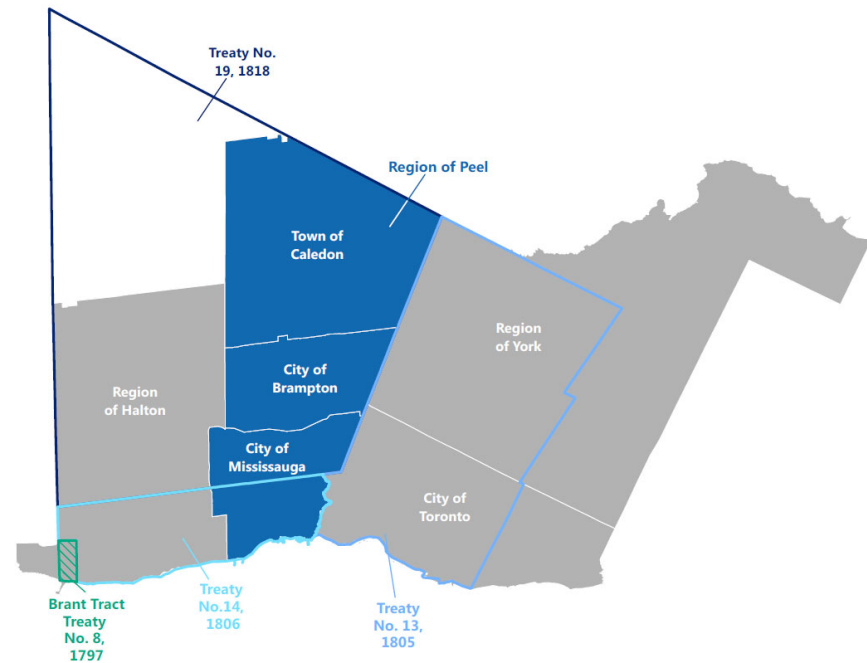 Treaty No.
19, 1818
Region of Peel
Town of
Caledon
Region
of York
City of
Brampton
Region
of Halton
City of
Mississauga
City of
Toronto
Treaty
No.14,
1806
Brant Tract
Treaty
No. 8,
1797
Treaty
No. 13,
1805